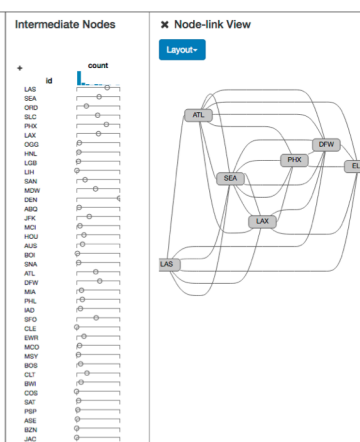 Intermediate Nodes
+
id
count
LAS
SEA
ORD
SLC
PHX
LAX
OGG
HNL
LGB
LIH
SAN
MDW
DEN
ABQ
JFK
MCI
HOU
AUS
BOI
SNA
ATL
DFW
MIA
PHL
IAD
SFO
CLE
EWR
MCO
MSY
BOS
CLT
BWI
COS
SAT
PSP
ASE
BZN
JAC
✖ Node-link View
Layout
ATL
DFW
PHX
EL
SEA
LAX
LAS